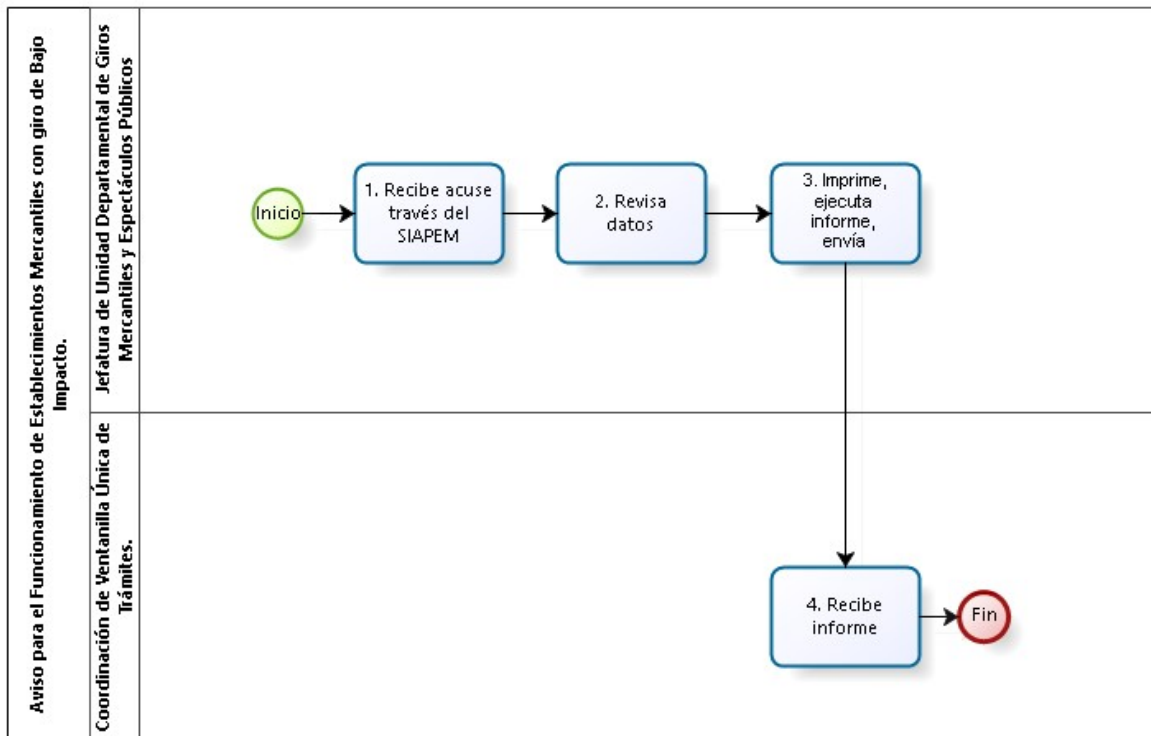 Aviso para el Funcionamiento de Establecimientos Mercantiles con giro de Bajo
Impacto.
Jefatura de Unidad Departamental de Giros
Mercantiles y Espectáculos Públicos
Inicio
1. Recibe acuse
través del
SIAPEM
2. Revisa
datos
3. Imprime,
ejecuta
informe,
envía
Coordinación de Ventanilla Única de
Trámites.
4. Recibe
informe
Fin